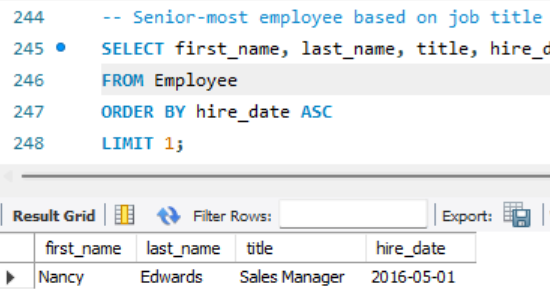 244 -- Senior-most employee based on job title
245 SELECT first_name, last_name, title, hire_d
246 FROM Employee
247 ORDER BY hire_date ASC
248 LIMIT 1;
Result Grid Filter Rows: Export:
first_name last_name title hire_date
Nancy Edwards Sales Manager 2016-05-01